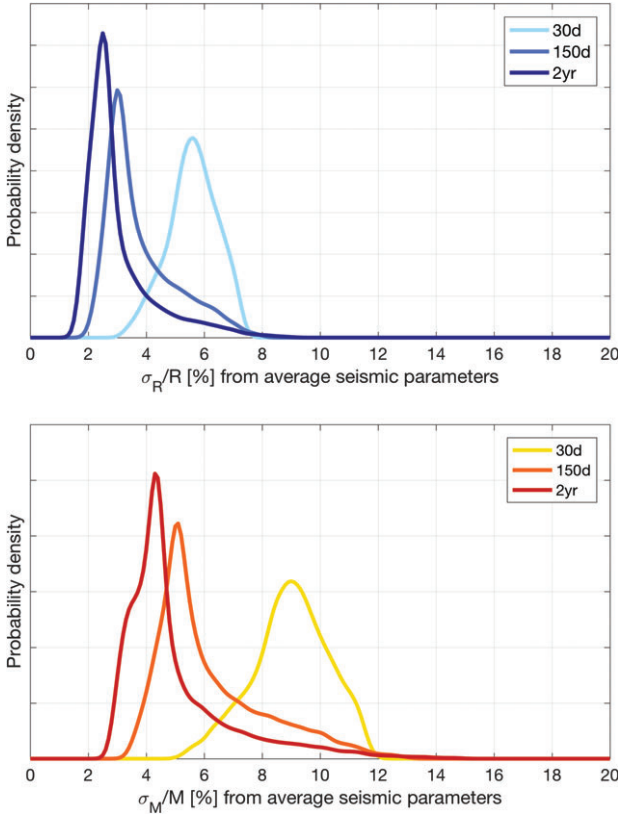 Probability density
30d
150d
2yr
0 2 4 6 8 10 12 14 16 18 20
σ_R/R [%] from average seismic parameters
Probability density
30d
150d
2yr
0 2 4 6 8 10 12 14 16 18 20
σ_M/M [%] from average seismic parameters